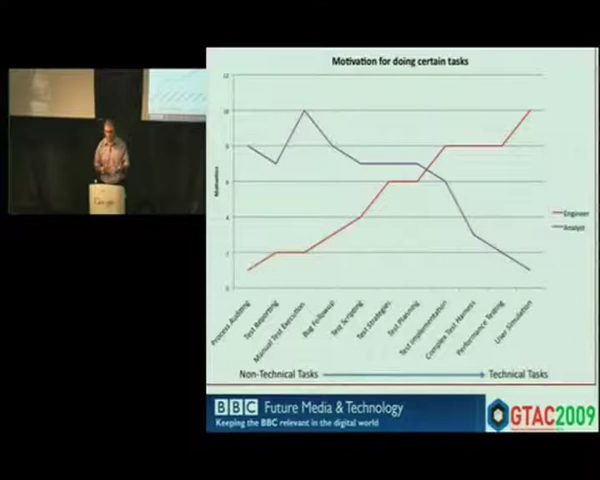 Motivation for doing certain tasks
12
10
8
6
4
2
0
Motivation
Engineer
Analyst
Process Auditing
Test Reporting
Manual Test Execution
Bug Followup
Test Scripting
Test Strategies
Test Planning
Test Implementation
Complex Test Harness
Performance Testing
User Simulation
Non-Technical Tasks
Technical Tasks
BBC Future Media & Technology
Keeping the BBC relevant in the digital world
GTAC2009
Google